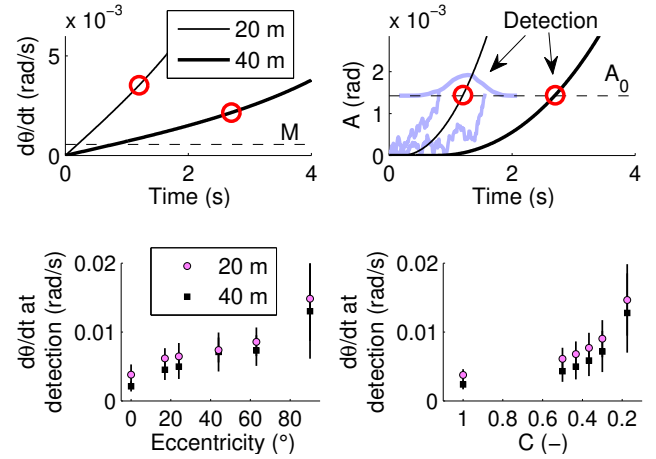 x 10⁻³
5
0
dθ/dt (rad/s)
20 m
40 m
M
0
2
4
Time (s)
x 10⁻³
2
1
0
A (rad)
Detection
A₀
0
2
4
Time (s)
0.02
0.01
0
dθ/dt at
detection (rad/s)
20 m
40 m
0
20
40
60
80
Eccentricity (°)
0.02
0.01
0
dθ/dt at
detection (rad/s)
1
0.8
0.6
0.4
0.2
C (−)